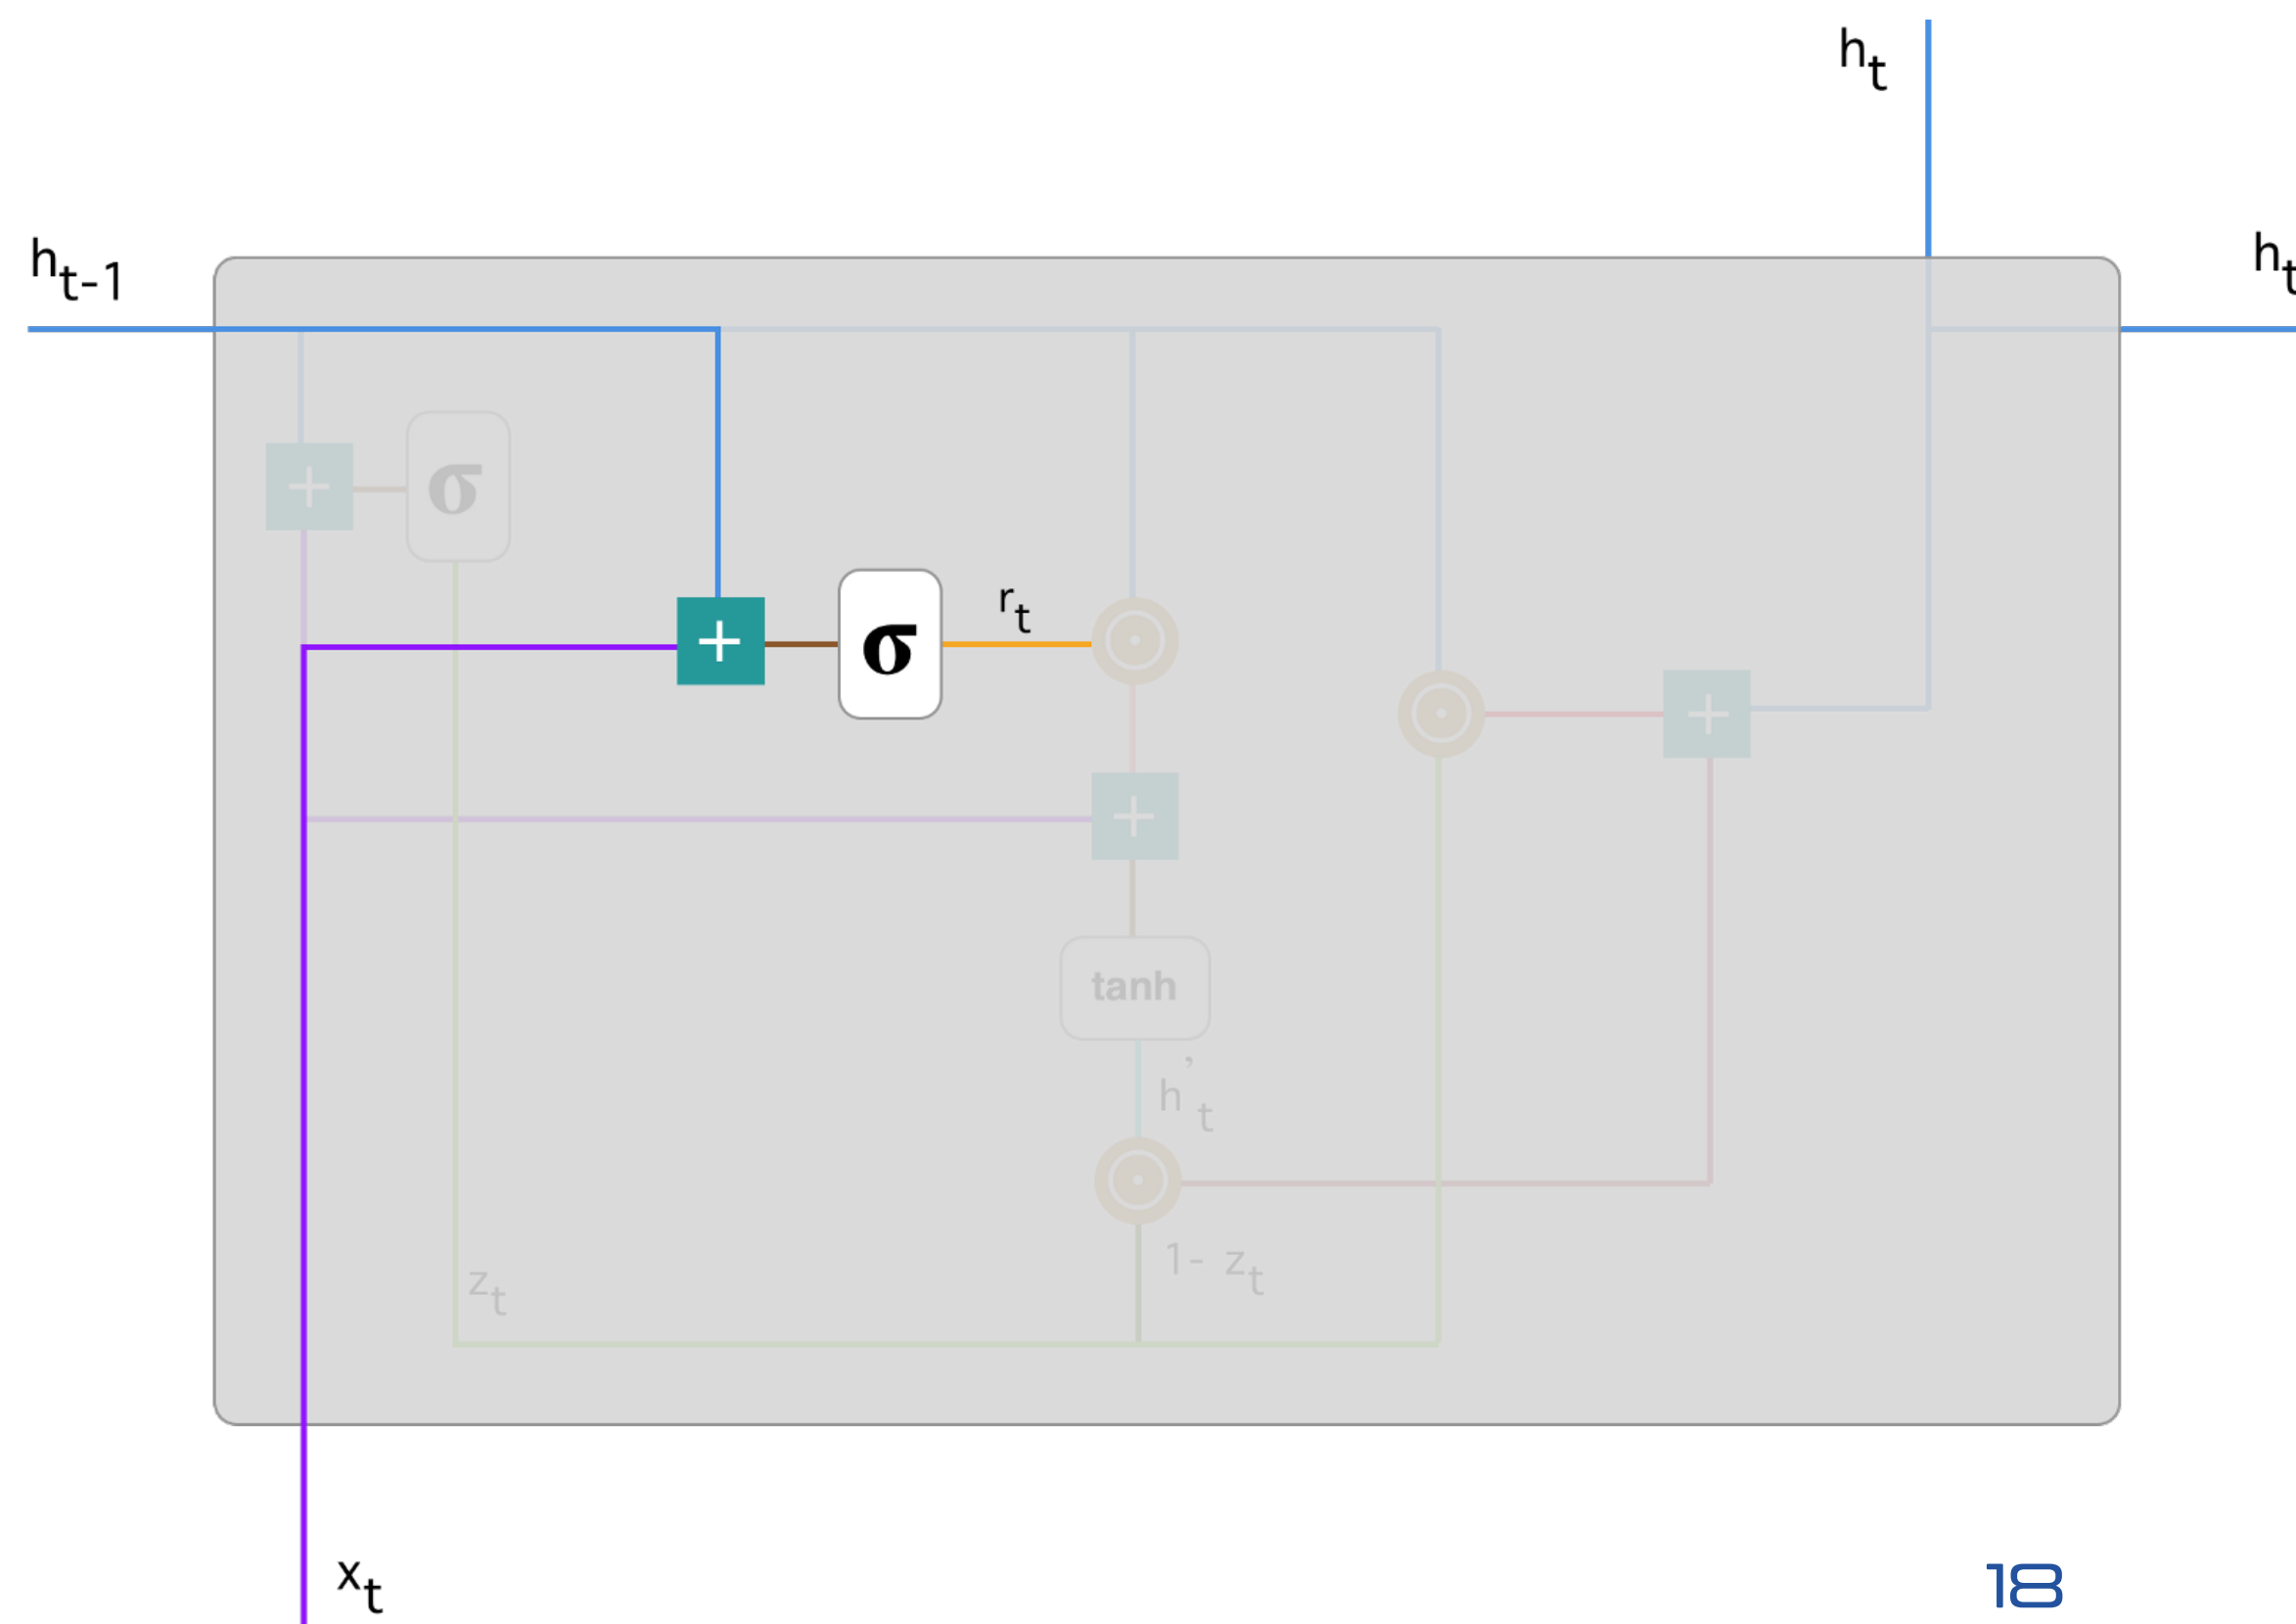 h_t
h_{t-1}
h_t
+
σ
+
σ
r_t
+
+
tanh
h'_t
1- z_t
z_t
x_t
18